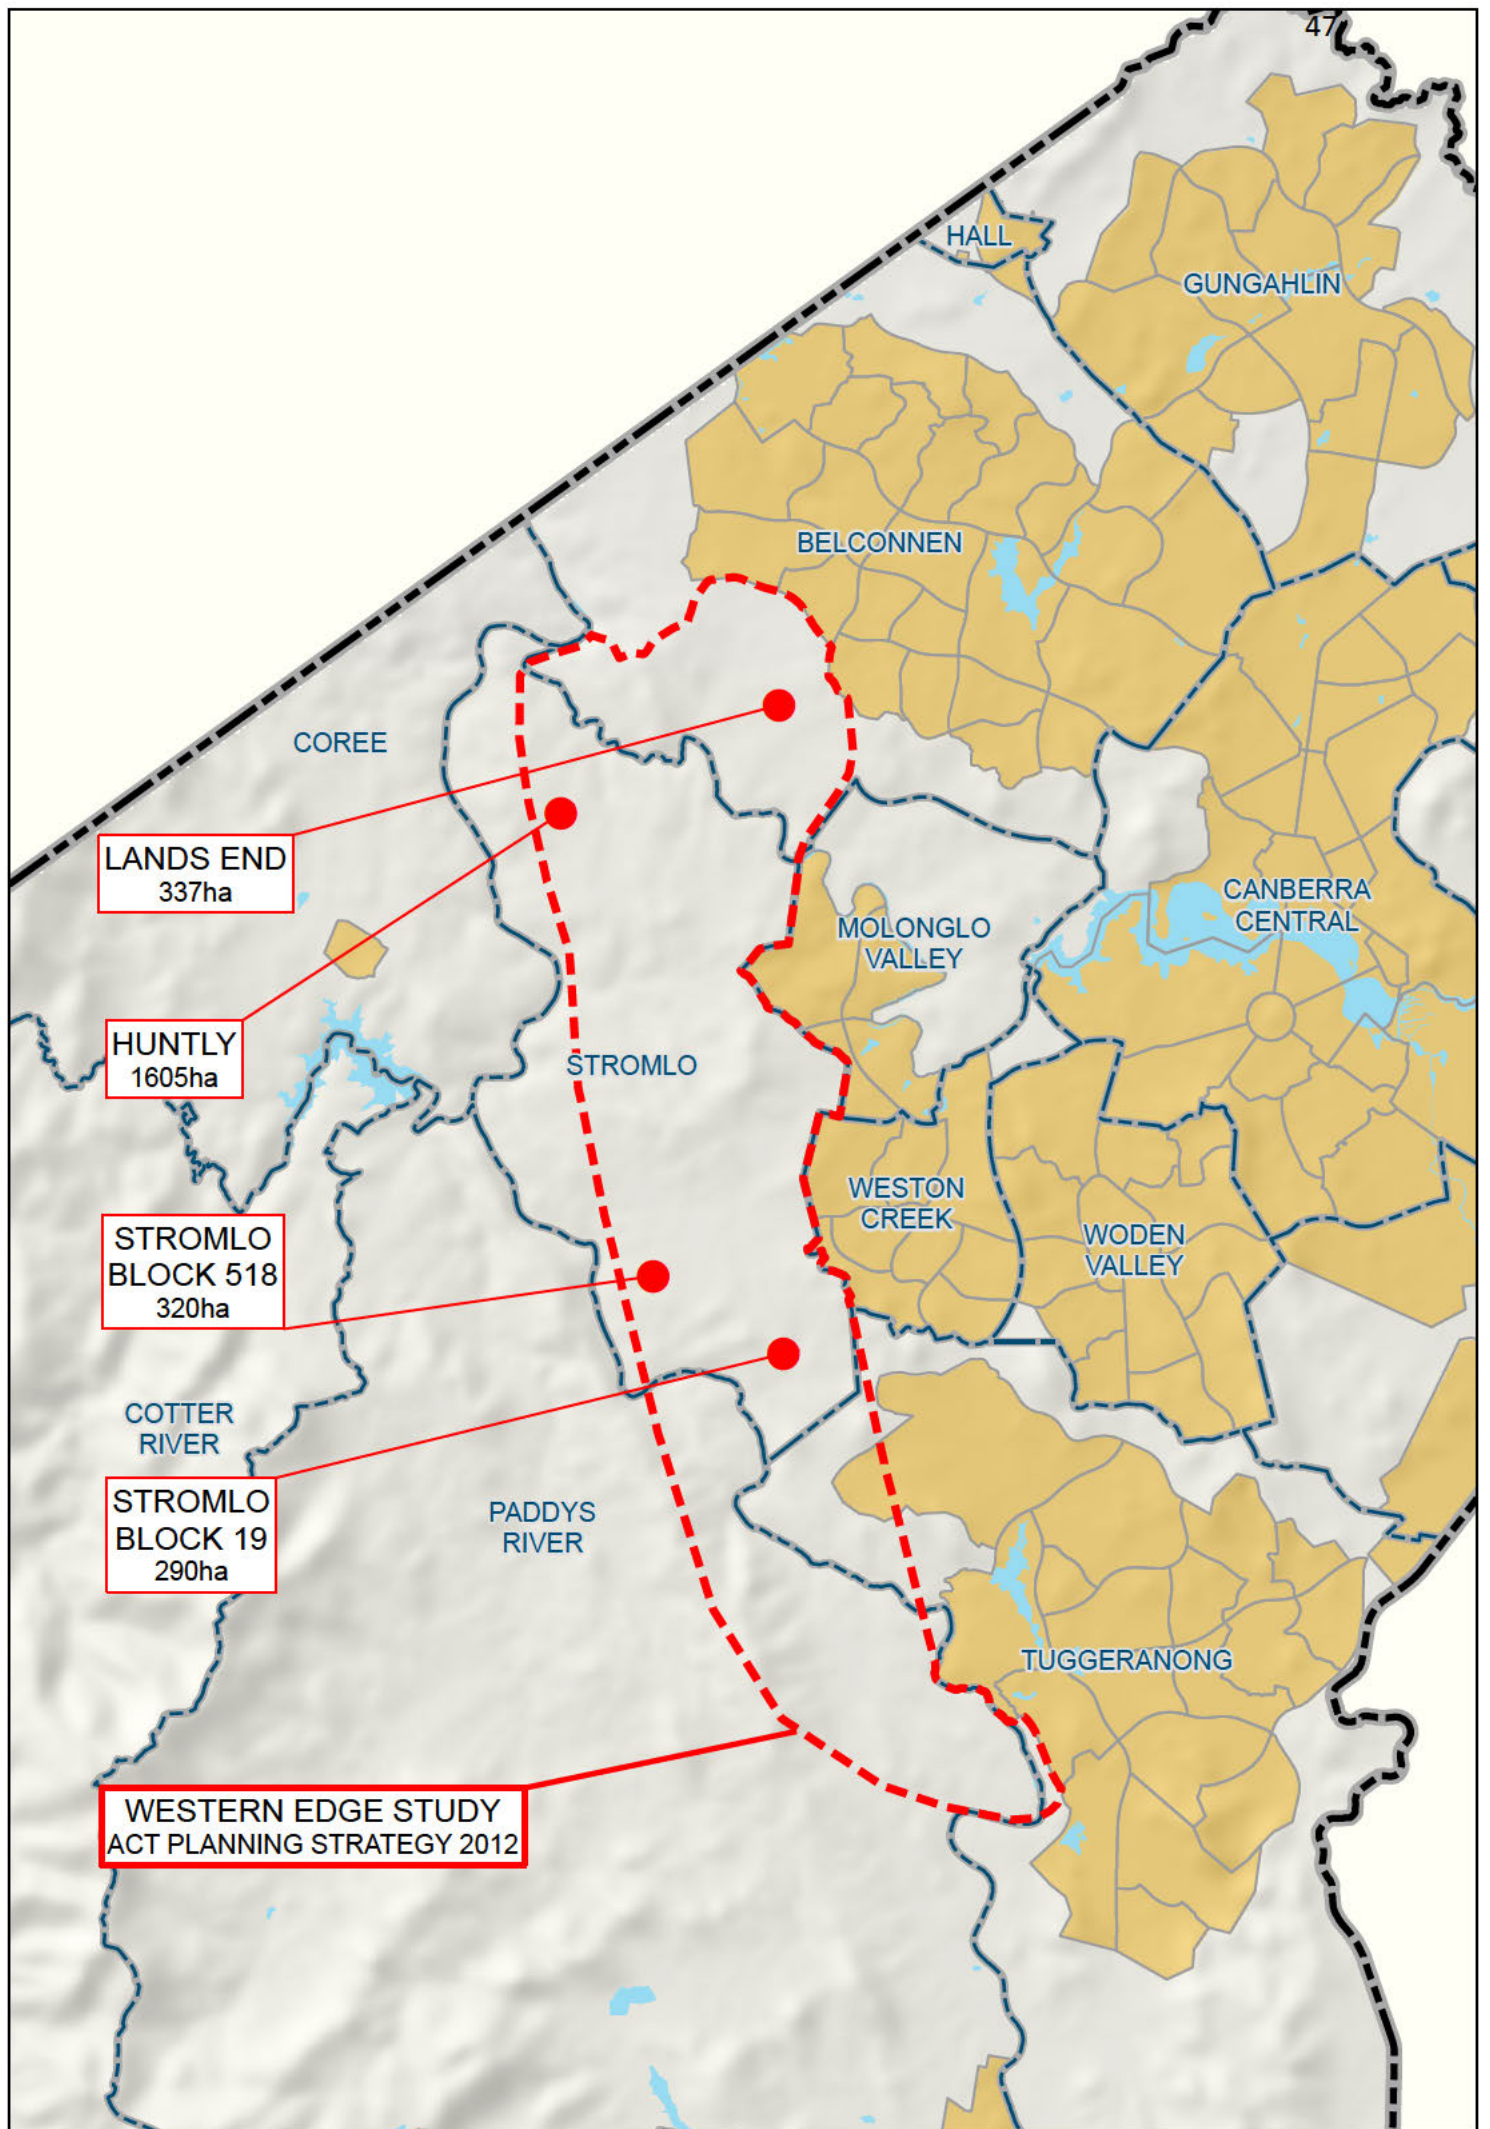 47
HALL
GUNGAHLIN
BELCONNEN
COREE
LANDS END
337ha
CANBERRA
CENTRAL
MOLONGLO
VALLEY
HUNTLY
1605ha
STROMLO
WESTON
CREEK
WODEN
VALLEY
STROMLO
BLOCK 518
320ha
COTTER
RIVER
STROMLO
BLOCK 19
290ha
PADDYS
RIVER
TUGGERANONG
WESTERN EDGE STUDY
ACT PLANNING STRATEGY 2012